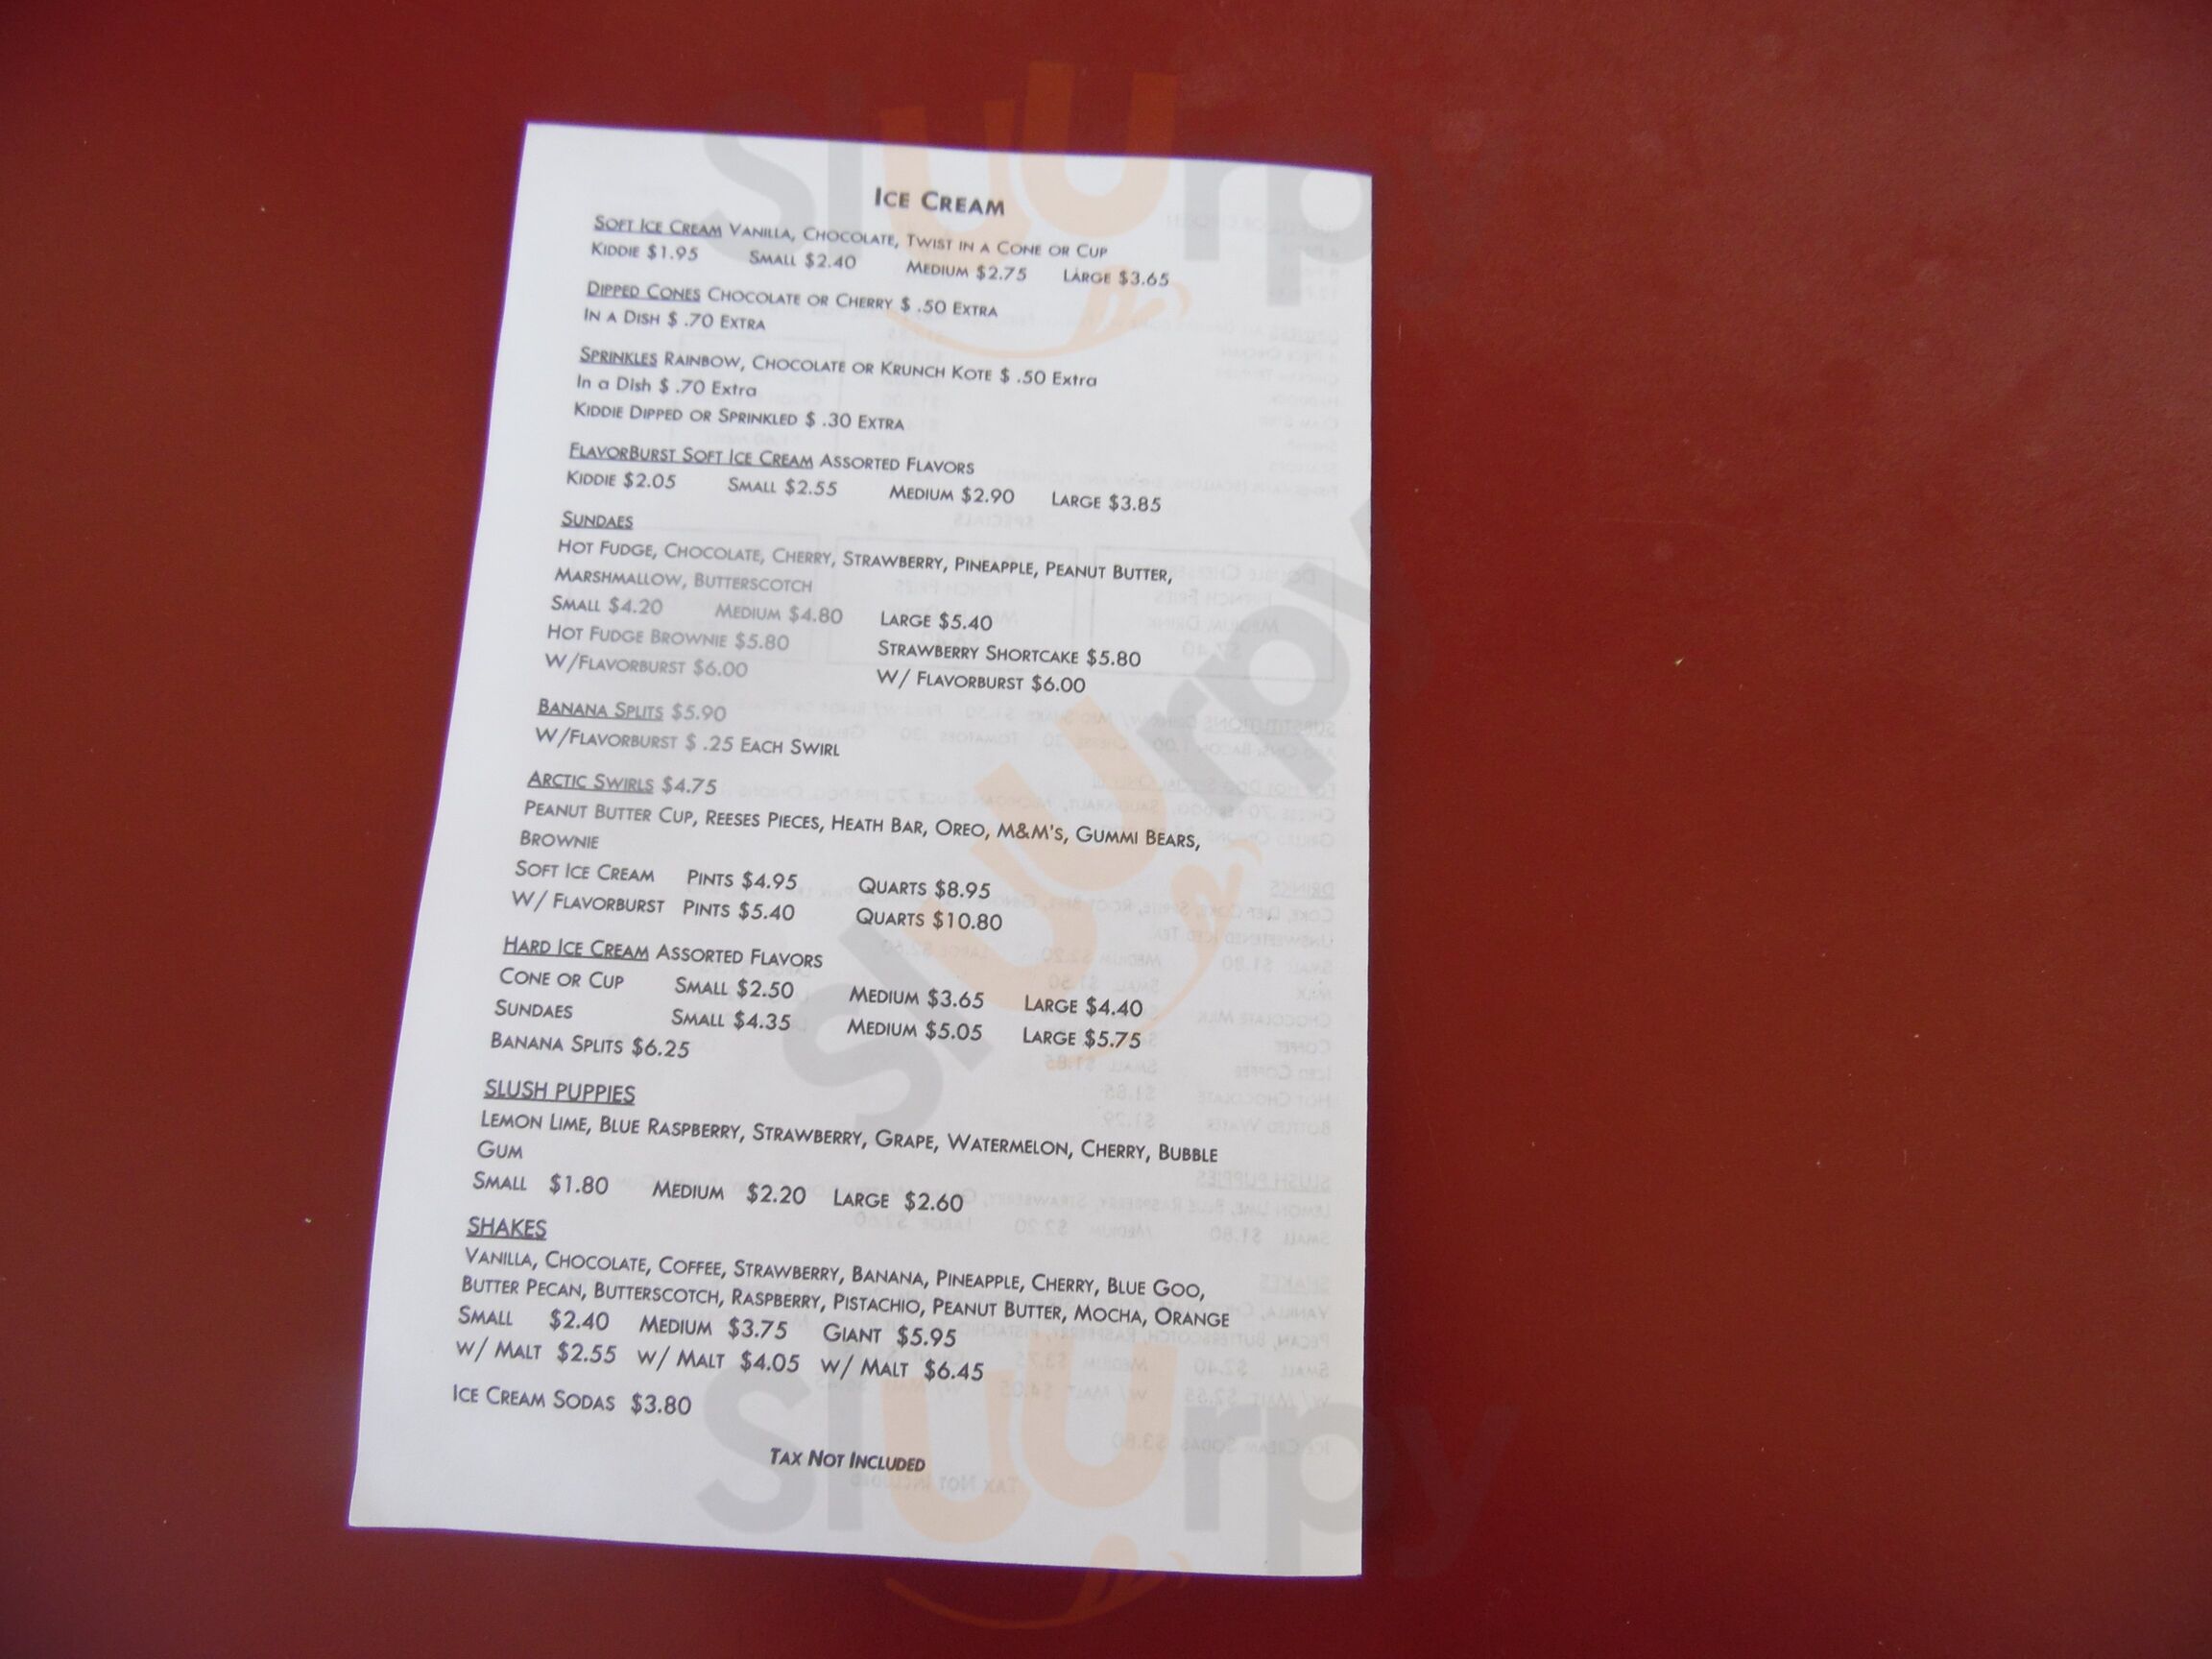 ICE CREAM
SOFT ICE CREAM VANILLA, CHOCOLATE, TWIST IN A CONE OR CUP
KIDDIE $1.95 SMALL $2.40 MEDIUM $2.75 LARGE $3.65
DIPPED CONES CHOCOLATE OR CHERRY $ .50 EXTRA
IN A DISH $ .70 EXTRA
SPRINKLES RAINBOW, CHOCOLATE OR KRUNCH KOTE $ .50 Extra
In a Dish $ .70 Extra
KIDDIE DIPPED OR SPRINKLED $ .30 EXTRA
FLAVORBURST SOFT ICE CREAM ASSORTED FLAVORS
KIDDIE $2.05 SMALL $2.55 MEDIUM $2.90 LARGE $3.85
SUNDAES
HOT FUDGE, CHOCOLATE, CHERRY, STRAWBERRY, PINEAPPLE, PEANUT BUTTER,
MARSHMALLOW, BUTTERSCOTCH
SMALL $4.20 MEDIUM $4.80 LARGE $5.40
HOT FUDGE BROWNIE $5.80 STRAWBERRY SHORTCAKE $5.80
W/FLAVORBURST $6.00 W/ FLAVORBURST $6.00
BANANA SPLITS $5.90
W/FLAVORBURST $ .25 EACH SWIRL
ARCTIC SWIRLS $4.75
PEANUT BUTTER CUP, REESES PIECES, HEATH BAR, OREO, M&M'S, GUMMI BEARS,
BROWNIE
SOFT ICE CREAM PINTS $4.95 QUARTS $8.95
W/ FLAVORBURST PINTS $5.40 QUARTS $10.80
HARD ICE CREAM ASSORTED FLAVORS
CONE OR CUP SMALL $2.50 MEDIUM $3.65 LARGE $4.40
SUNDAES SMALL $4.35 MEDIUM $5.05 LARGE $5.75
BANANA SPLITS $6.25
SLUSH PUPPIES
LEMON LIME, BLUE RASPBERRY, STRAWBERRY, GRAPE, WATERMELON, CHERRY, BUBBLE
GUM
SMALL $1.80 MEDIUM $2.20 LARGE $2.60
SHAKES
VANILLA, CHOCOLATE, COFFEE, STRAWBERRY, BANANA, PINEAPPLE, CHERRY, BLUE GOO,
BUTTER PECAN, BUTTERSCOTCH, RASPBERRY, PISTACHIO, PEANUT BUTTER, MOCHA, ORANGE
SMALL $2.40 MEDIUM $3.75 GIANT $5.95
W/ MALT $2.55 W/ MALT $4.05 W/ MALT $6.45
ICE CREAM SODAS $3.80
TAX NOT INCLUDED
sluurpy
sluurpy
sluurpy